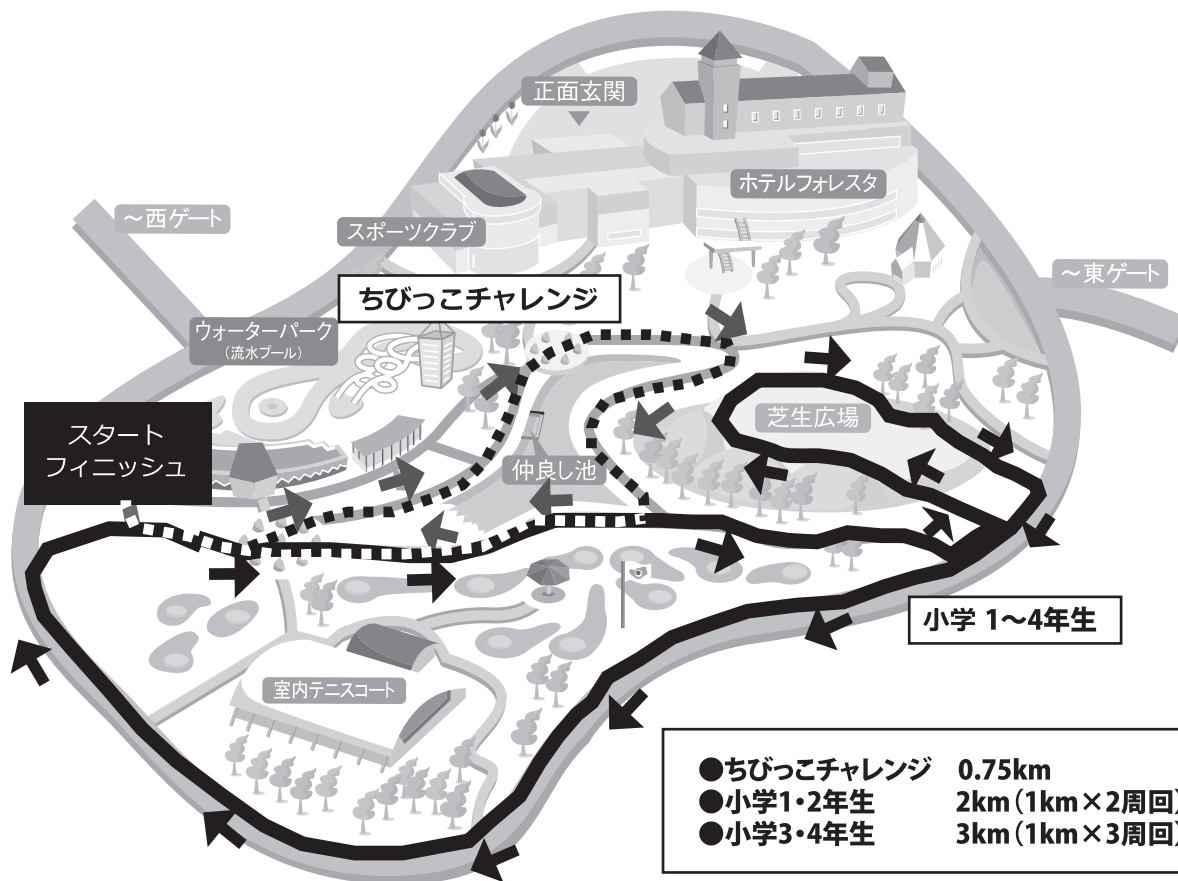 正面玄関
ホテルフォレスタ
～西ゲート
スポーツクラブ
～東ゲート
ちびっこチャレンジ
ウォーターパーク
(流水プール)
スタート
フィニッシュ
芝生広場
仲良し池
小学 1～4年生
室内テニスコート
●ちびっこチャレンジ 0.75km
●小学1・2年生 2km(1km×2周回)
●小学3・4年生 3km(1km×3周回)